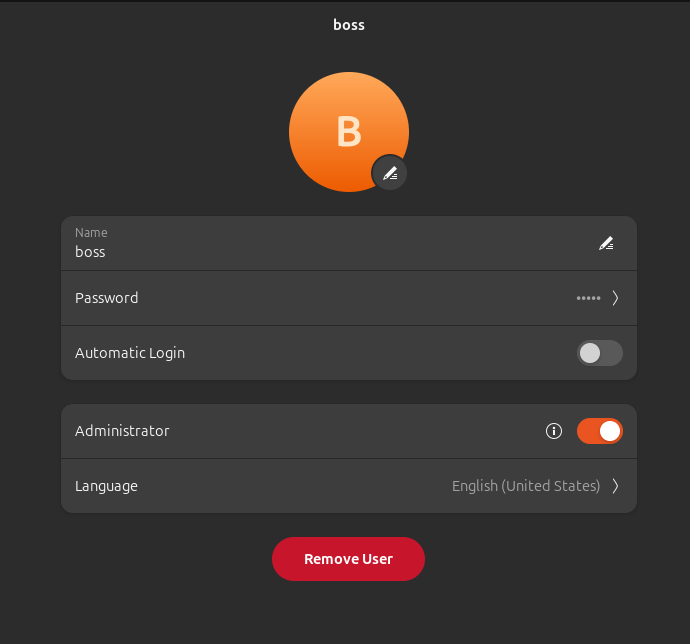 boss
B
Name
boss
Password •••••
Automatic Login
Administrator
Language English (United States)
Remove User